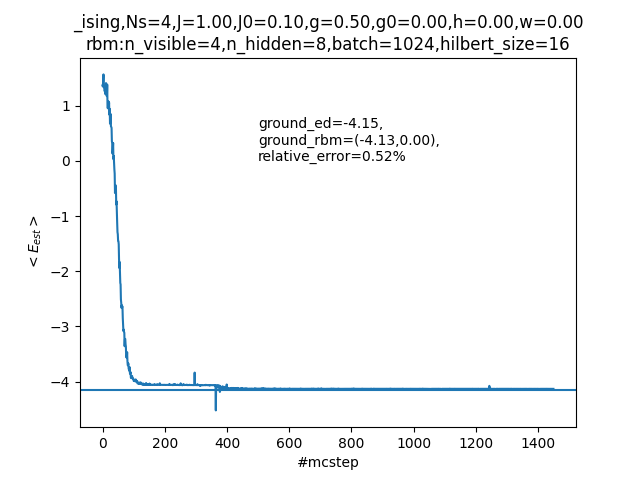 _ising,Ns=4,J=1.00,J0=0.10,g=0.50,g0=0.00,h=0.00,w=0.00
rbm:n_visible=4,n_hidden=8,batch=1024,hilbert_size=16
ground_ed=-4.15,
ground_rbm=(-4.13,0.00),
relative_error=0.52%
< E_est >
1
0
−1
−2
−3
−4
0 200 400 600 800 1000 1200 1400
#mcstep